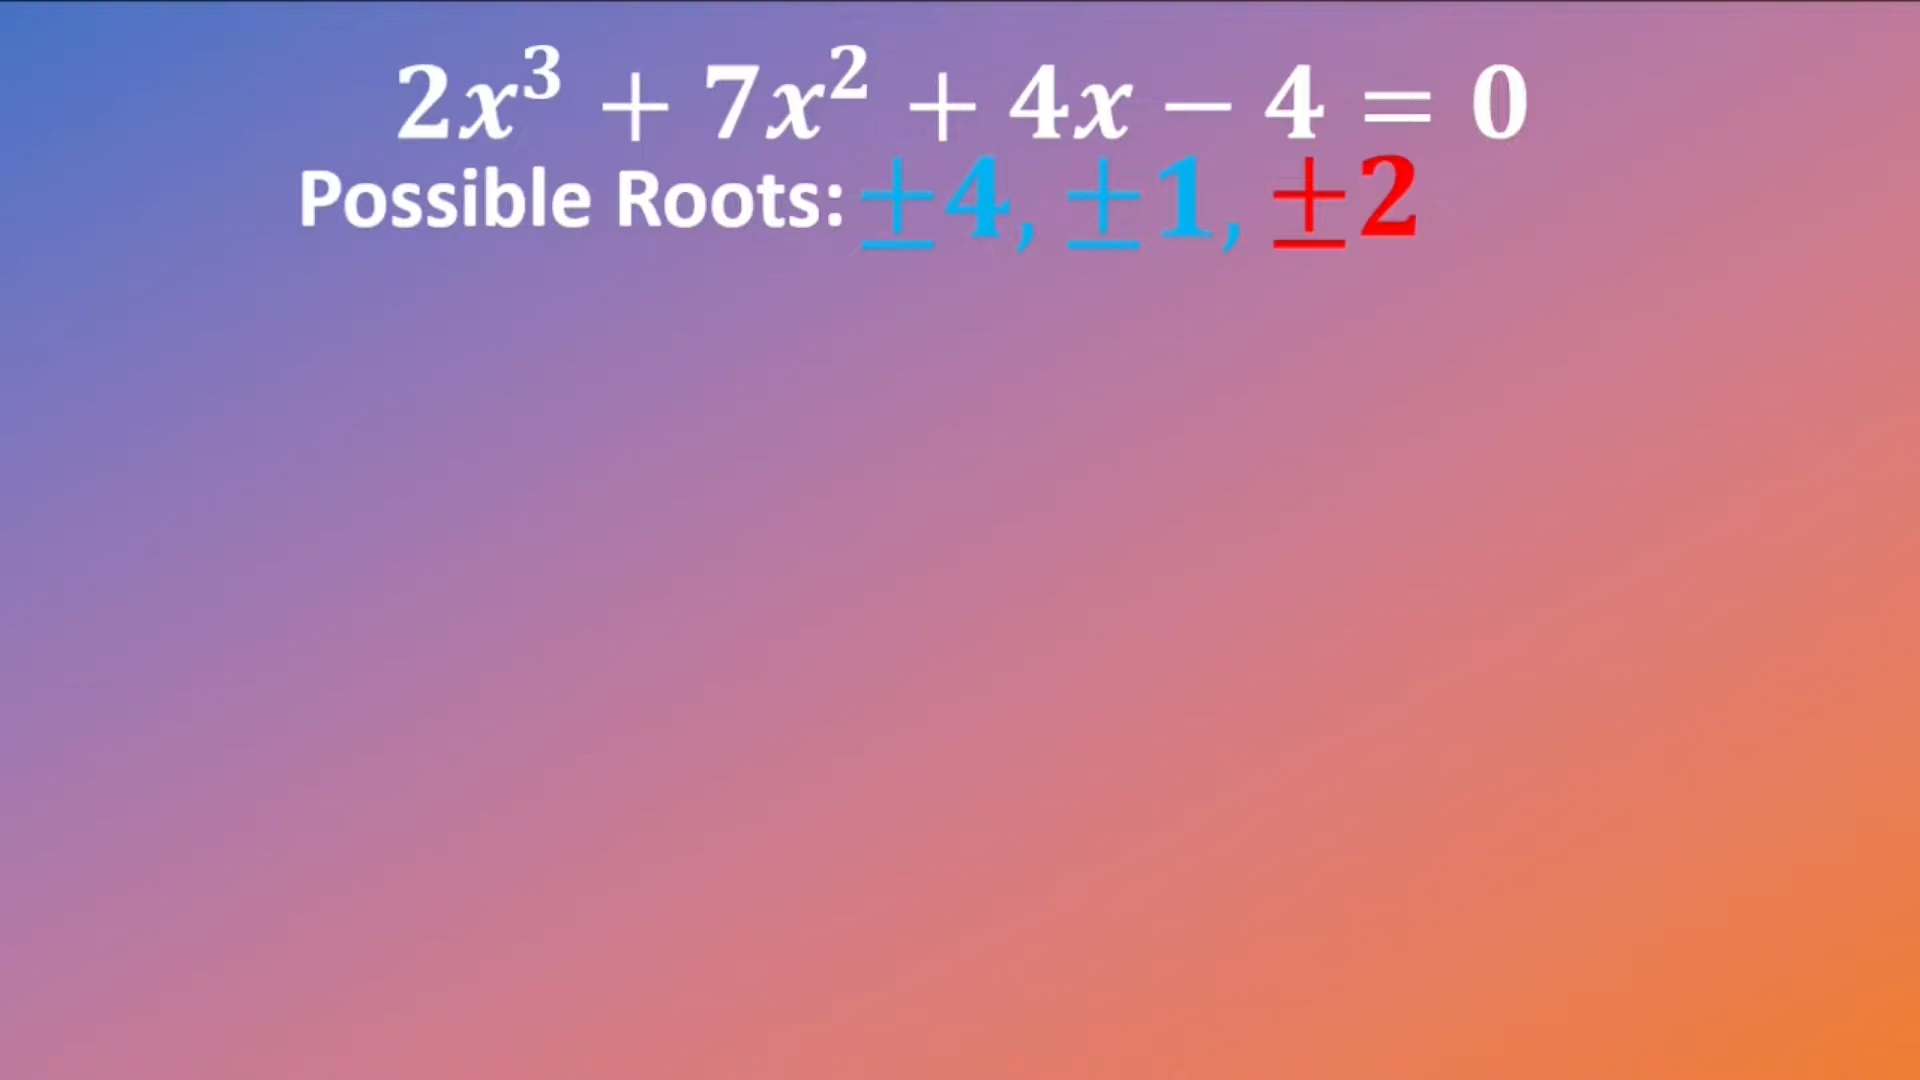 2x³ + 7x² + 4x − 4 = 0
Possible Roots: ±4, ±1, ±2